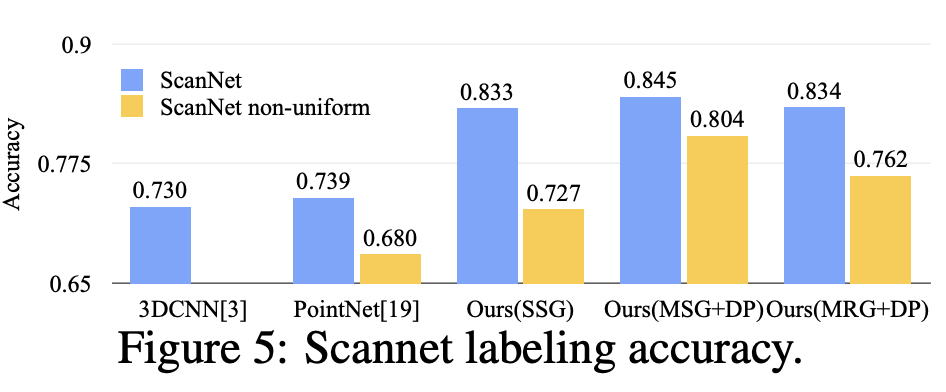 0.9
ScanNet
ScanNet non-uniform
0.845
0.833
0.834
0.804
Accuracy
0.775
0.762
0.730
0.739
0.727
0.680
0.65
3DCNN[3] PointNet[19] Ours(SSG) Ours(MSG+DP) Ours(MRG+DP)
Figure 5: Scannet labeling accuracy.